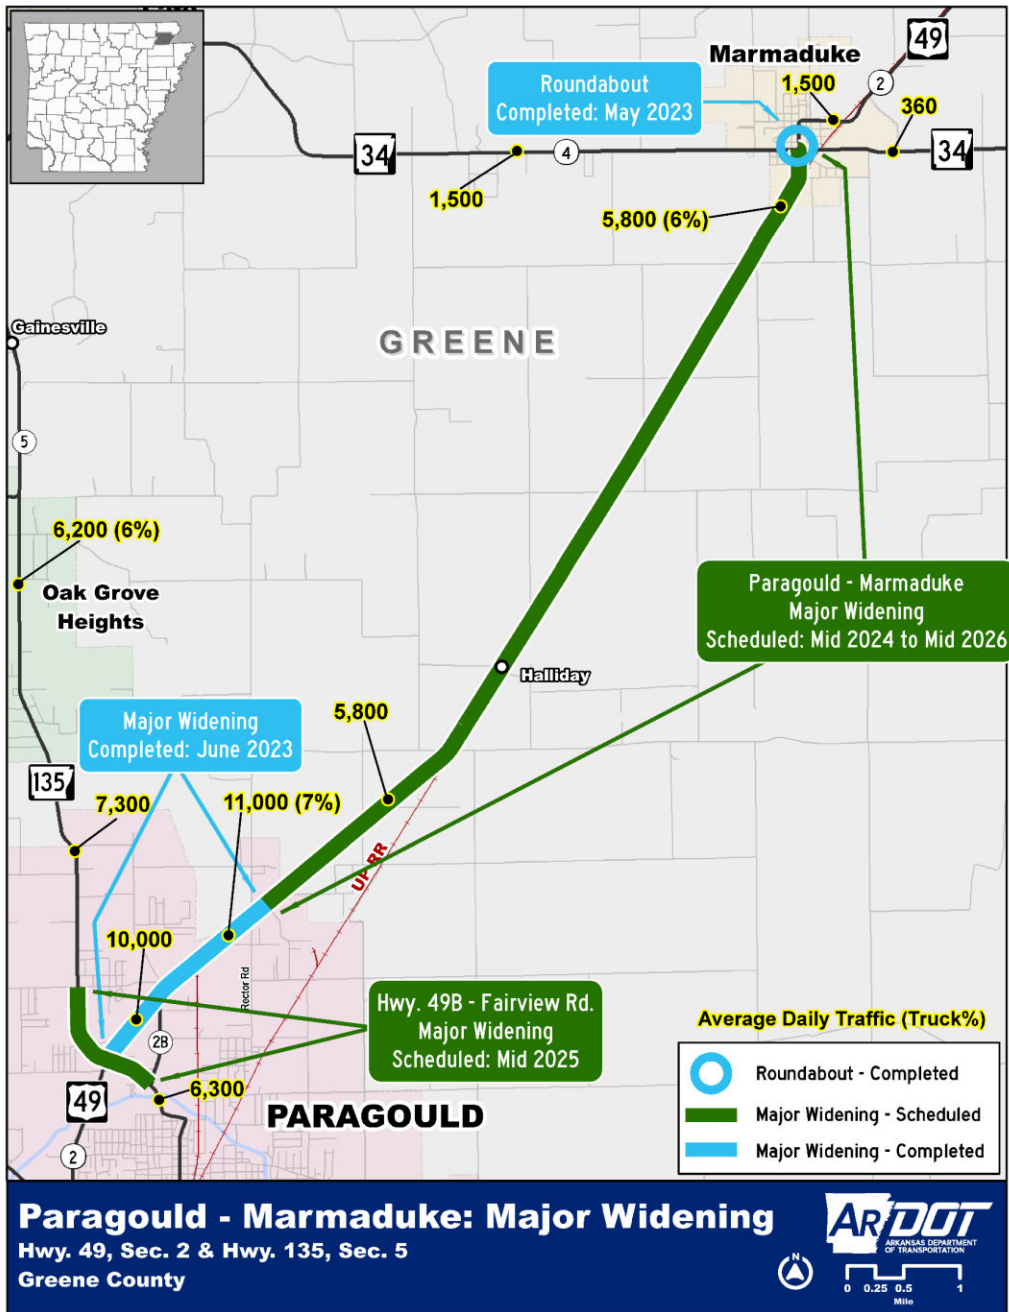 Marmaduke
49
Roundabout
Completed: May 2023
1,500
2
360
34
4
34
1,500
5,800 (6%)
Gainesville
GREENE
5
6,200 (6%)
Oak Grove
Heights
Paragould - Marmaduke
Major Widening
Scheduled: Mid 2024 to Mid 2026
Halliday
Major Widening
Completed: June 2023
5,800
135
7,300
11,000 (7%)
UP RR
10,000
Rector Rd
Hwy. 49B - Fairview Rd.
Major Widening
Scheduled: Mid 2025
2B
6,300
49
PARAGOULD
2
Average Daily Traffic (Truck%)
Roundabout - Completed
Major Widening - Scheduled
Major Widening - Completed
Paragould - Marmaduke: Major Widening
Hwy. 49, Sec. 2 & Hwy. 135, Sec. 5
Greene County
N
ARDOT
ARKANSAS DEPARTMENT
OF TRANSPORTATION
0 0.25 0.5 1
Mile